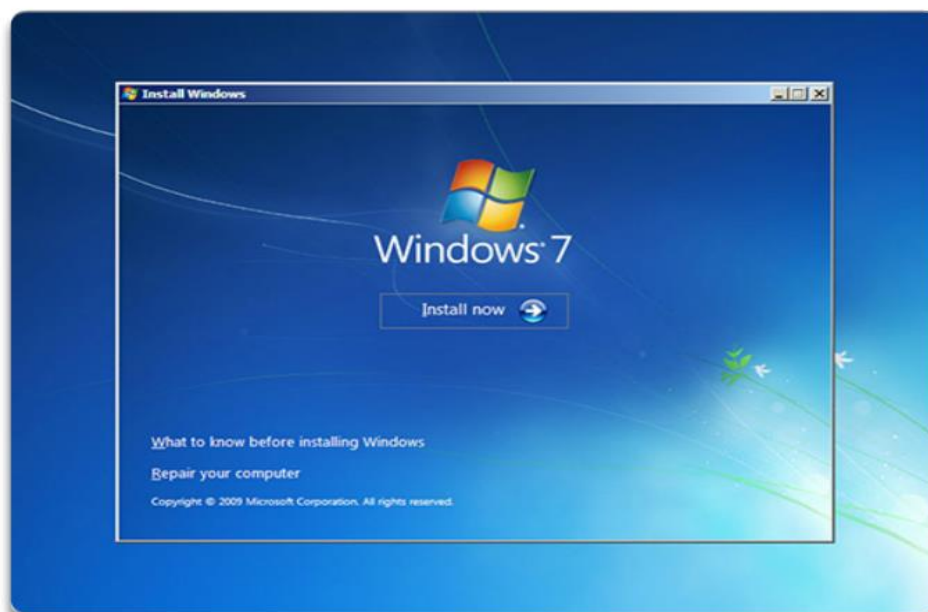 Install Windows
Windows® 7
Install now
What to know before installing Windows
Repair your computer
Copyright © 2009 Microsoft Corporation. All rights reserved.